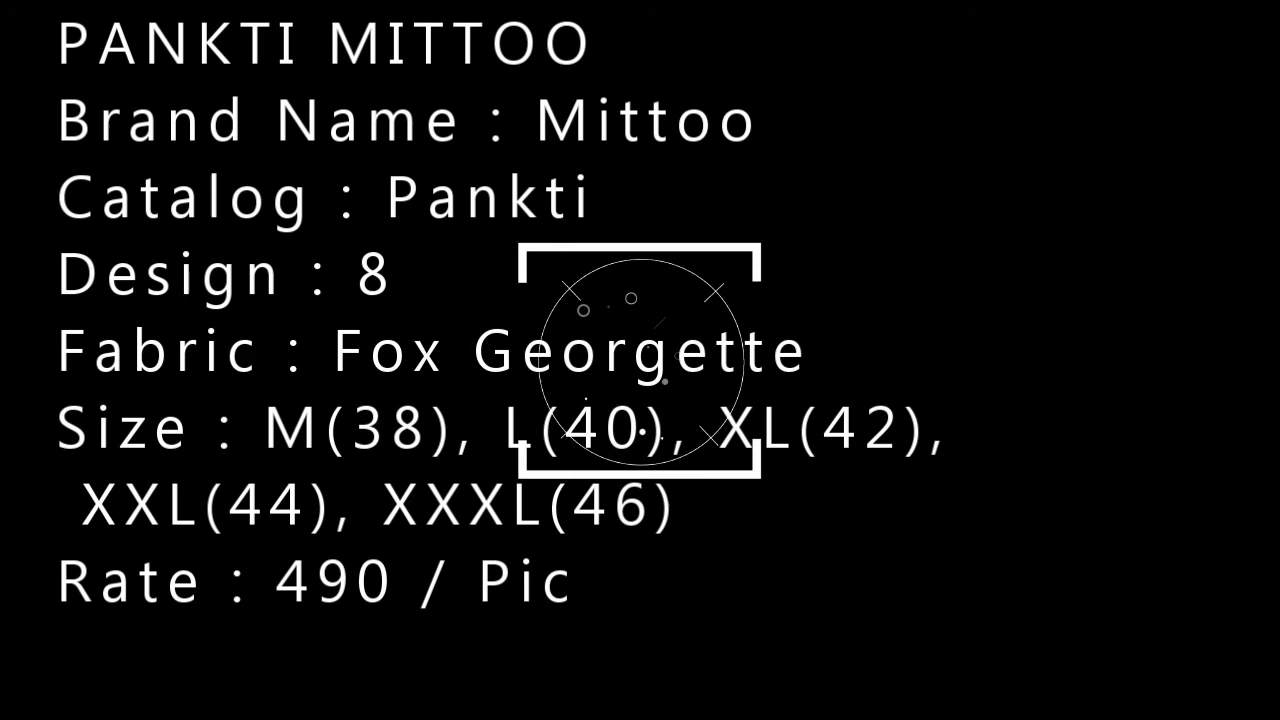 PANKTI MITTOO
Brand Name : Mittoo
Catalog : Pankti
Design : 8
Fabric : Fox Georgette
Size : M(38), L(40), XL(42),
XXL(44), XXXL(46)
Rate : 490 / Pic